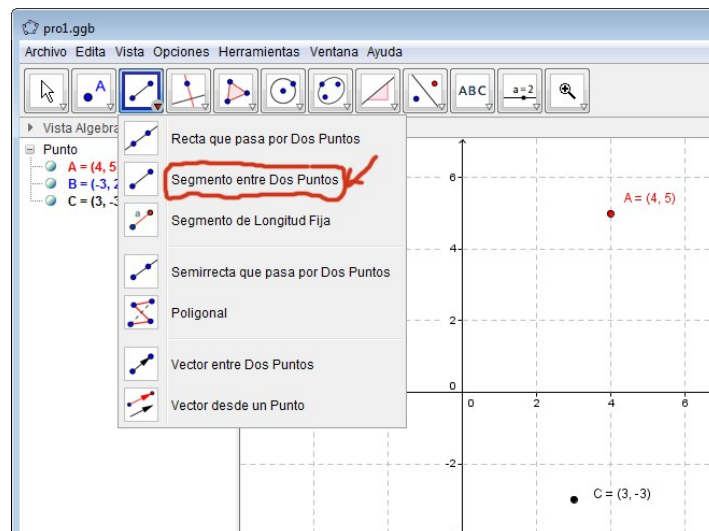 pro1.ggb
Archivo Edita Vista Opciones Herramientas Ventana Ayuda
A
ABC
a=2
Vista Algebra
Punto
A = (4, 5)
B = (-3, 2
C = (3, -3
Recta que pasa por Dos Puntos
Segmento entre Dos Puntos
a
Segmento de Longitud Fija
Semirrecta que pasa por Dos Puntos
Poligonal
Vector entre Dos Puntos
Vector desde un Punto
6
A = (4, 5)
4
2
0
0 2 4 6
-2
C = (3, -3)